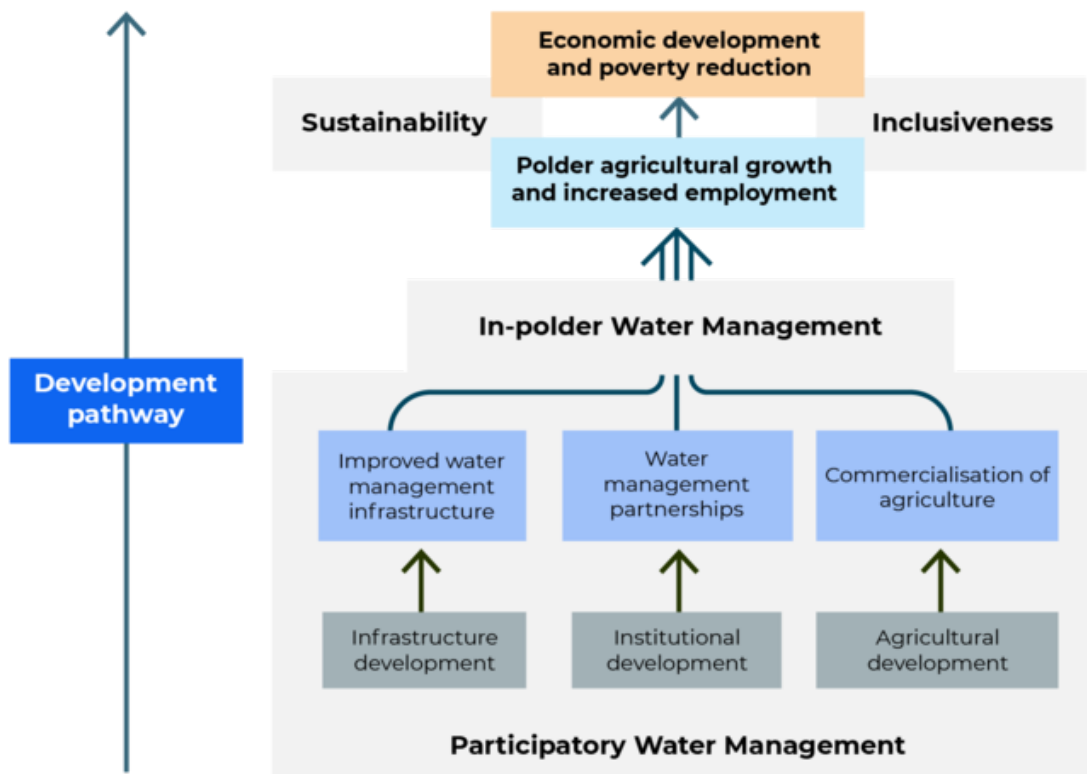 Economic development
and poverty reduction
Sustainability
Inclusiveness
Polder agricultural growth
and increased employment
In-polder Water Management
Development
pathway
Improved water
management
infrastructure
Water
management
partnerships
Commercialisation of
agriculture
Infrastructure
development
Institutional
development
Agricultural
development
Participatory Water Management